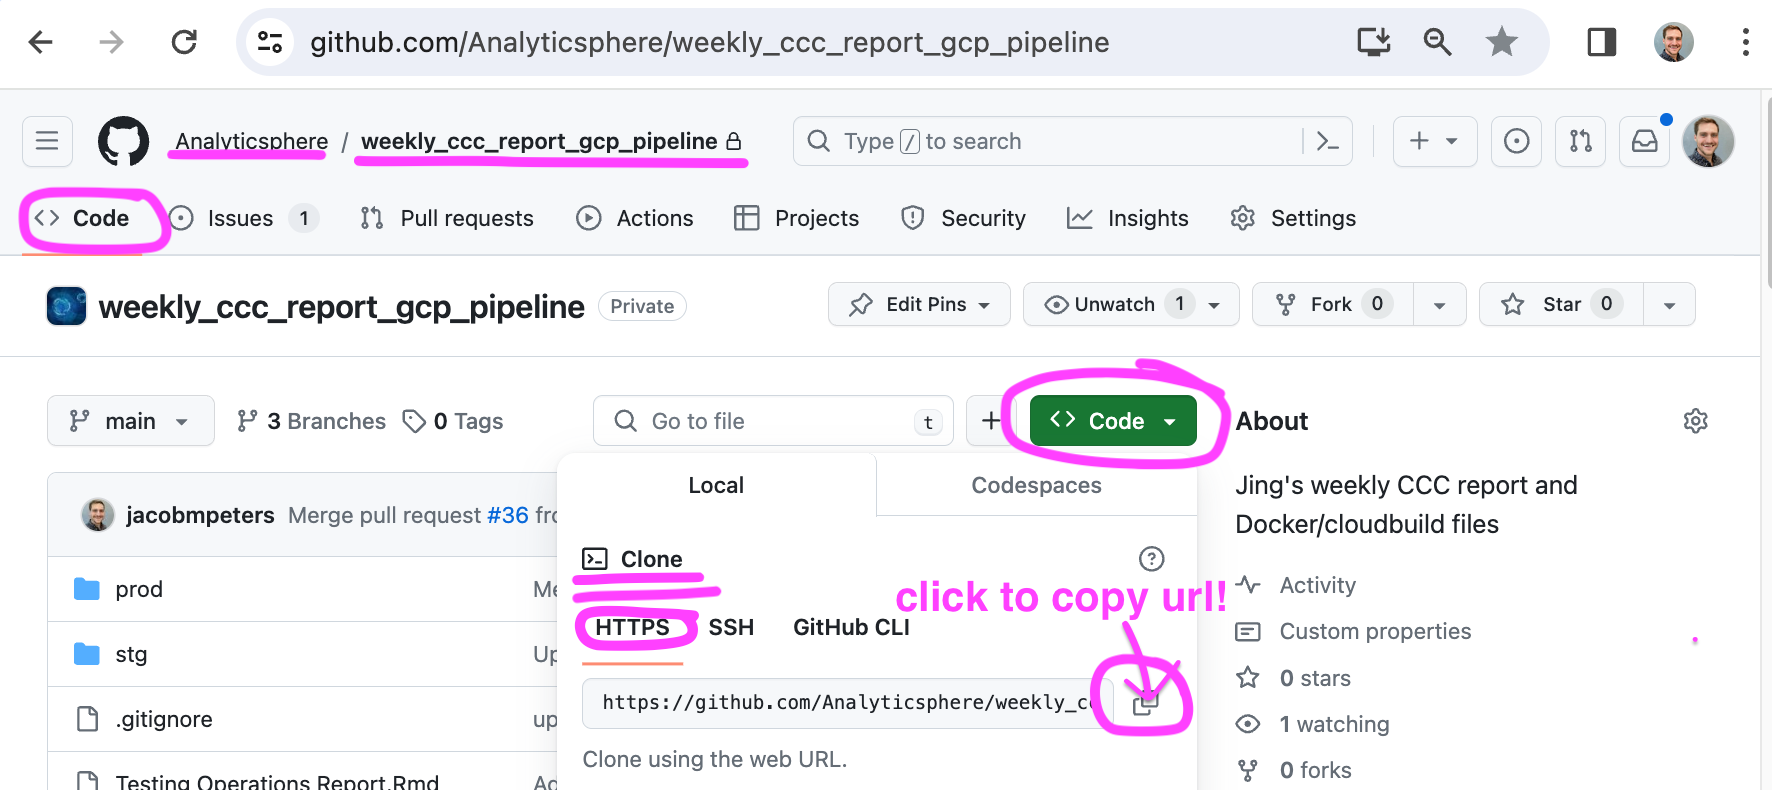 github.com/Analyticsphere/weekly_ccc_report_gcp_pipeline
Analyticsphere / weekly_ccc_report_gcp_pipeline
Type / to search
Code
Issues 1
Pull requests
Actions
Projects
Security
Insights
Settings
weekly_ccc_report_gcp_pipeline Private
Edit Pins
Unwatch 1
Fork 0
Star 0
main
3 Branches
0 Tags
Go to file t
Code
About
Local
Codespaces
Jing's weekly CCC report and
Docker/cloudbuild files
jacobmpeters Merge pull request #36
Clone
click to copy url!
Activity
prod
HTTPS
SSH
GitHub CLI
Custom properties
stg
0 stars
https://github.com/Analyticsphere/weekly_c
.gitignore
up
1 watching
Clone using the web URL.
0 forks
Testing Operations Report.Rmd